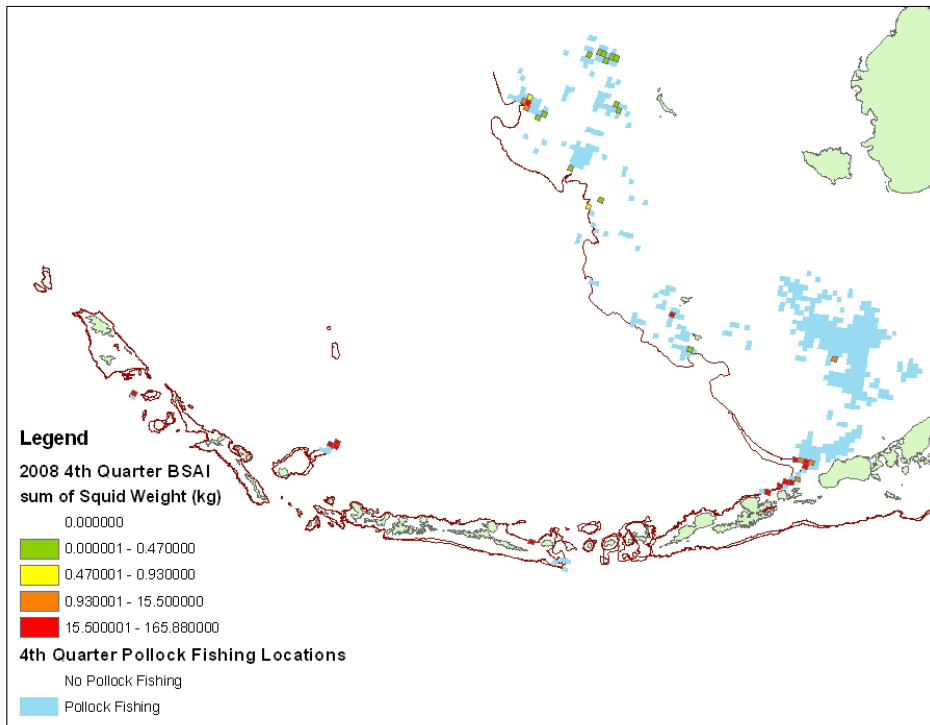 Legend
2008 4th Quarter BSAI
sum of Squid Weight (kg)
0.000000
0.000001 - 0.470000
0.470001 - 0.930000
0.930001 - 15.500000
15.500001 - 165.880000
4th Quarter Pollock Fishing Locations
No Pollock Fishing
Pollock Fishing